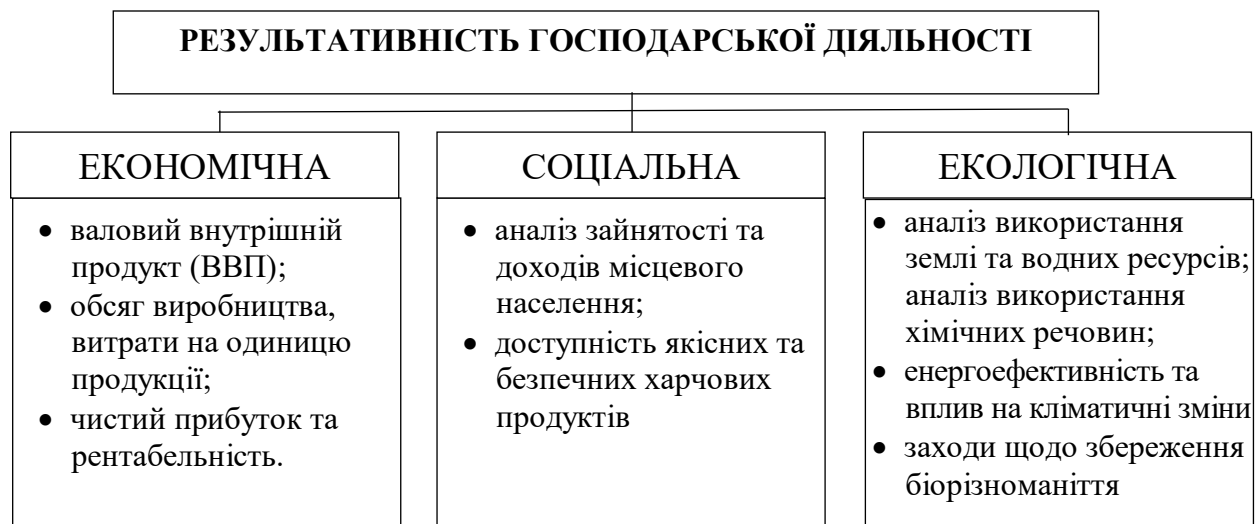 РЕЗУЛЬТАТИВНІСТЬ ГОСПОДАРСЬКОЇ ДІЯЛЬНОСТІ
ЕКОНОМІЧНА
• валовий внутрішній
продукт (ВВП);
• обсяг виробництва,
витрати на одиницю
продукції;
• чистий прибуток та
рентабельність.
СОЦІАЛЬНА
• аналіз зайнятості та
доходів місцевого
населення;
• доступність якісних та
безпечних харчових
продуктів
ЕКОЛОГІЧНА
• аналіз використання
землі та водних ресурсів;
аналіз використання
хімічних речовин;
• енергоефективність та
вплив на кліматичні зміни
• заходи щодо збереження
біорізноманіття